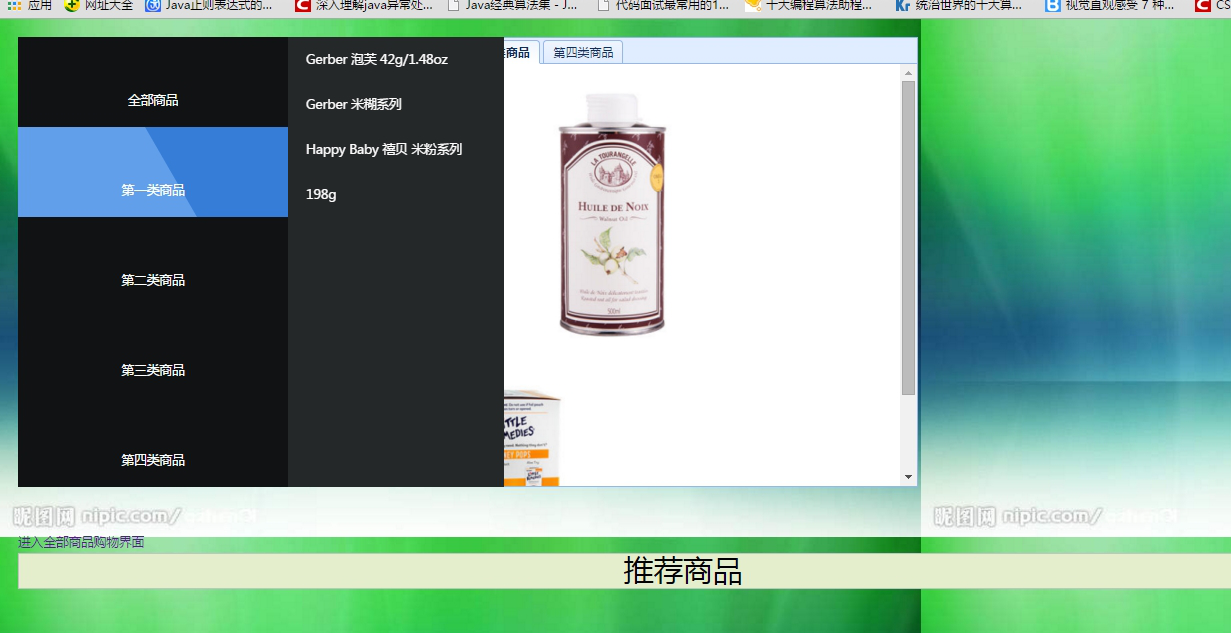 应用 网址大全 Java正则表达式的... 深入理解java异常处... Java经典算法集 - J... 代码面试最常用的1... 十大编程算法助程... 统治世界的十大算... 视觉直观感受 7 种... CS
全部商品
第一类商品
第二类商品
第三类商品
第四类商品
Gerber 泡芙 42g/1.48oz
Gerber 米糊系列
Happy Baby 禧贝 米粉系列
198g
商品 第四类商品
LA TOURANGELLE
HUILE DE NOIX
Walnut Oil
500ml
TTLE
MEDIES
EY POPS
昵图网 nipic.com/
昵图网 nipic.com/
进入全部商品购物界面
推荐商品